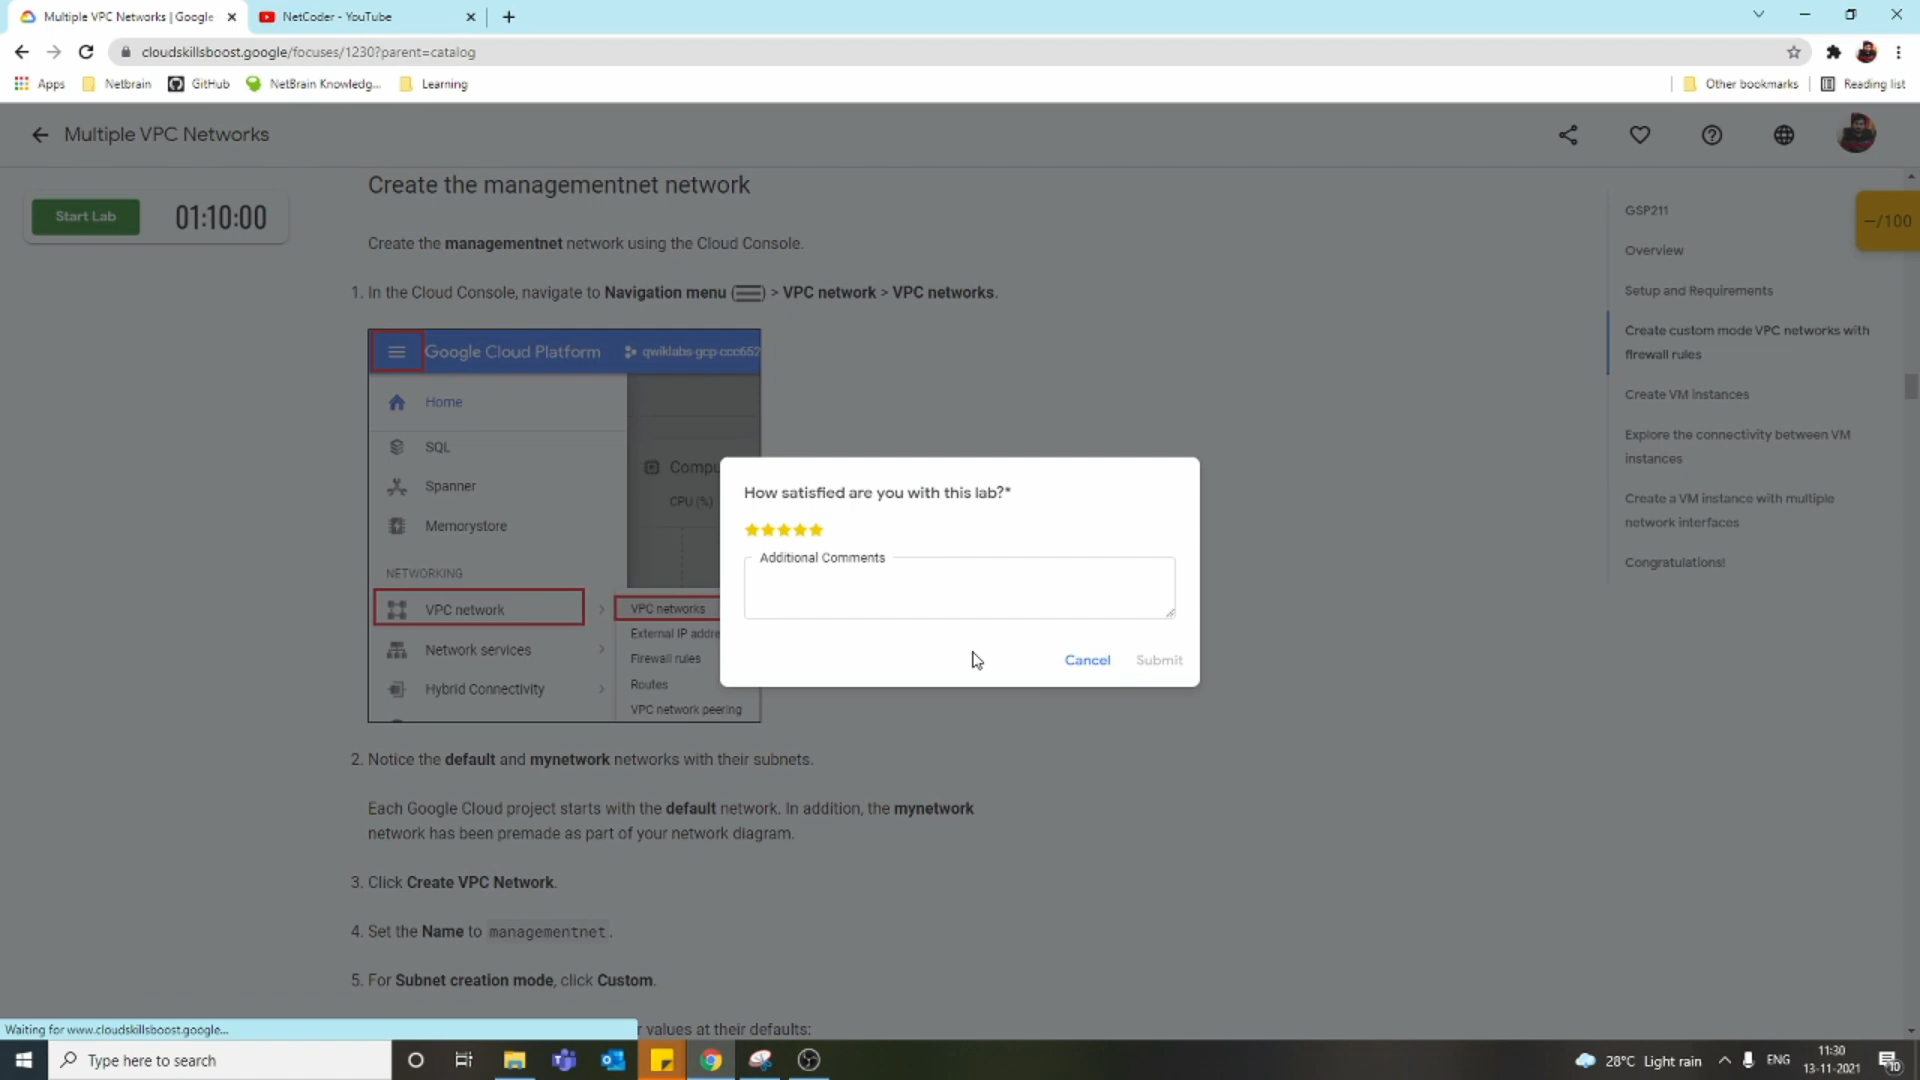 Multiple VPC Networks | Google
NetCoder - YouTube
cloudskillsboost.google/focuses/1230?parent=catalog
Apps
Netbrain
GitHub
NetBrain Knowledg...
Learning
Other bookmarks
Reading list
Multiple VPC Networks
Start Lab
01:10:00
Create the managementnet network
Create the managementnet network using the Cloud Console.
1. In the Cloud Console, navigate to Navigation menu ( ) > VPC network > VPC networks.
Google Cloud Platform
qwiklabs-gcp-ccc652
Home
SQL
Spanner
Memorystore
NETWORKING
VPC network
Network services
Hybrid Connectivity
Compu
CPU (%)
VPC networks
External IP addre
Firewall rules
Routes
VPC network peering
How satisfied are you with this lab?*
Additional Comments
Cancel
Submit
2. Notice the default and mynetwork networks with their subnets.
Each Google Cloud project starts with the default network. In addition, the mynetwork
network has been premade as part of your network diagram.
3. Click Create VPC Network.
4. Set the Name to managementnet.
5. For Subnet creation mode, click Custom.
r values at their defaults:
GSP211
Overview
Setup and Requirements
Create custom mode VPC networks with
firewall rules
Create VM instances
Explore the connectivity between VM
instances
Create a VM instance with multiple
network interfaces
Congratulations!
–/100
Waiting for www.cloudskillsboost.google...
Type here to search
28°C Light rain
ENG
11:30
13-11-2021
10